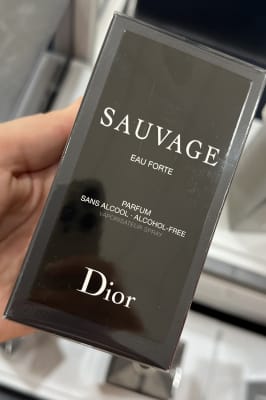 SAUVAGE
EAU FORTE
PARFUM
SANS ALCOOL · ALCOHOL-FREE
VAPORISATEUR SPRAY
Dior